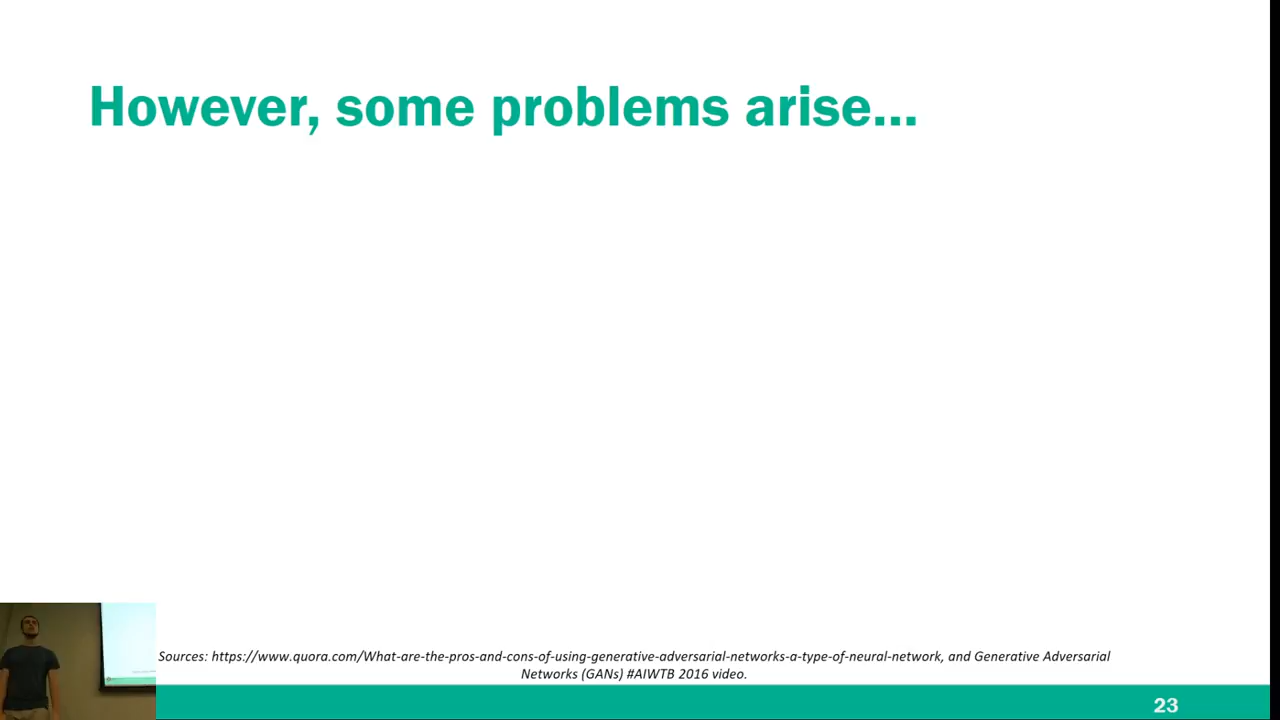 However, some problems arise...
Sources: https://www.quora.com/What-are-the-pros-and-cons-of-using-generative-adversarial-networks-a-type-of-neural-network, and Generative Adversarial
Networks (GANs) #AIWTB 2016 video.
23